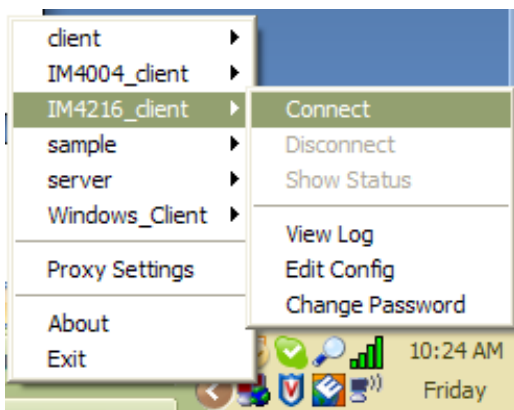 client
IM4004_client
IM4216_client
sample
server
Windows_Client
Proxy Settings
About
Exit
Connect
Disconnect
Show Status
View Log
Edit Config
Change Password
10:24 AM
Friday